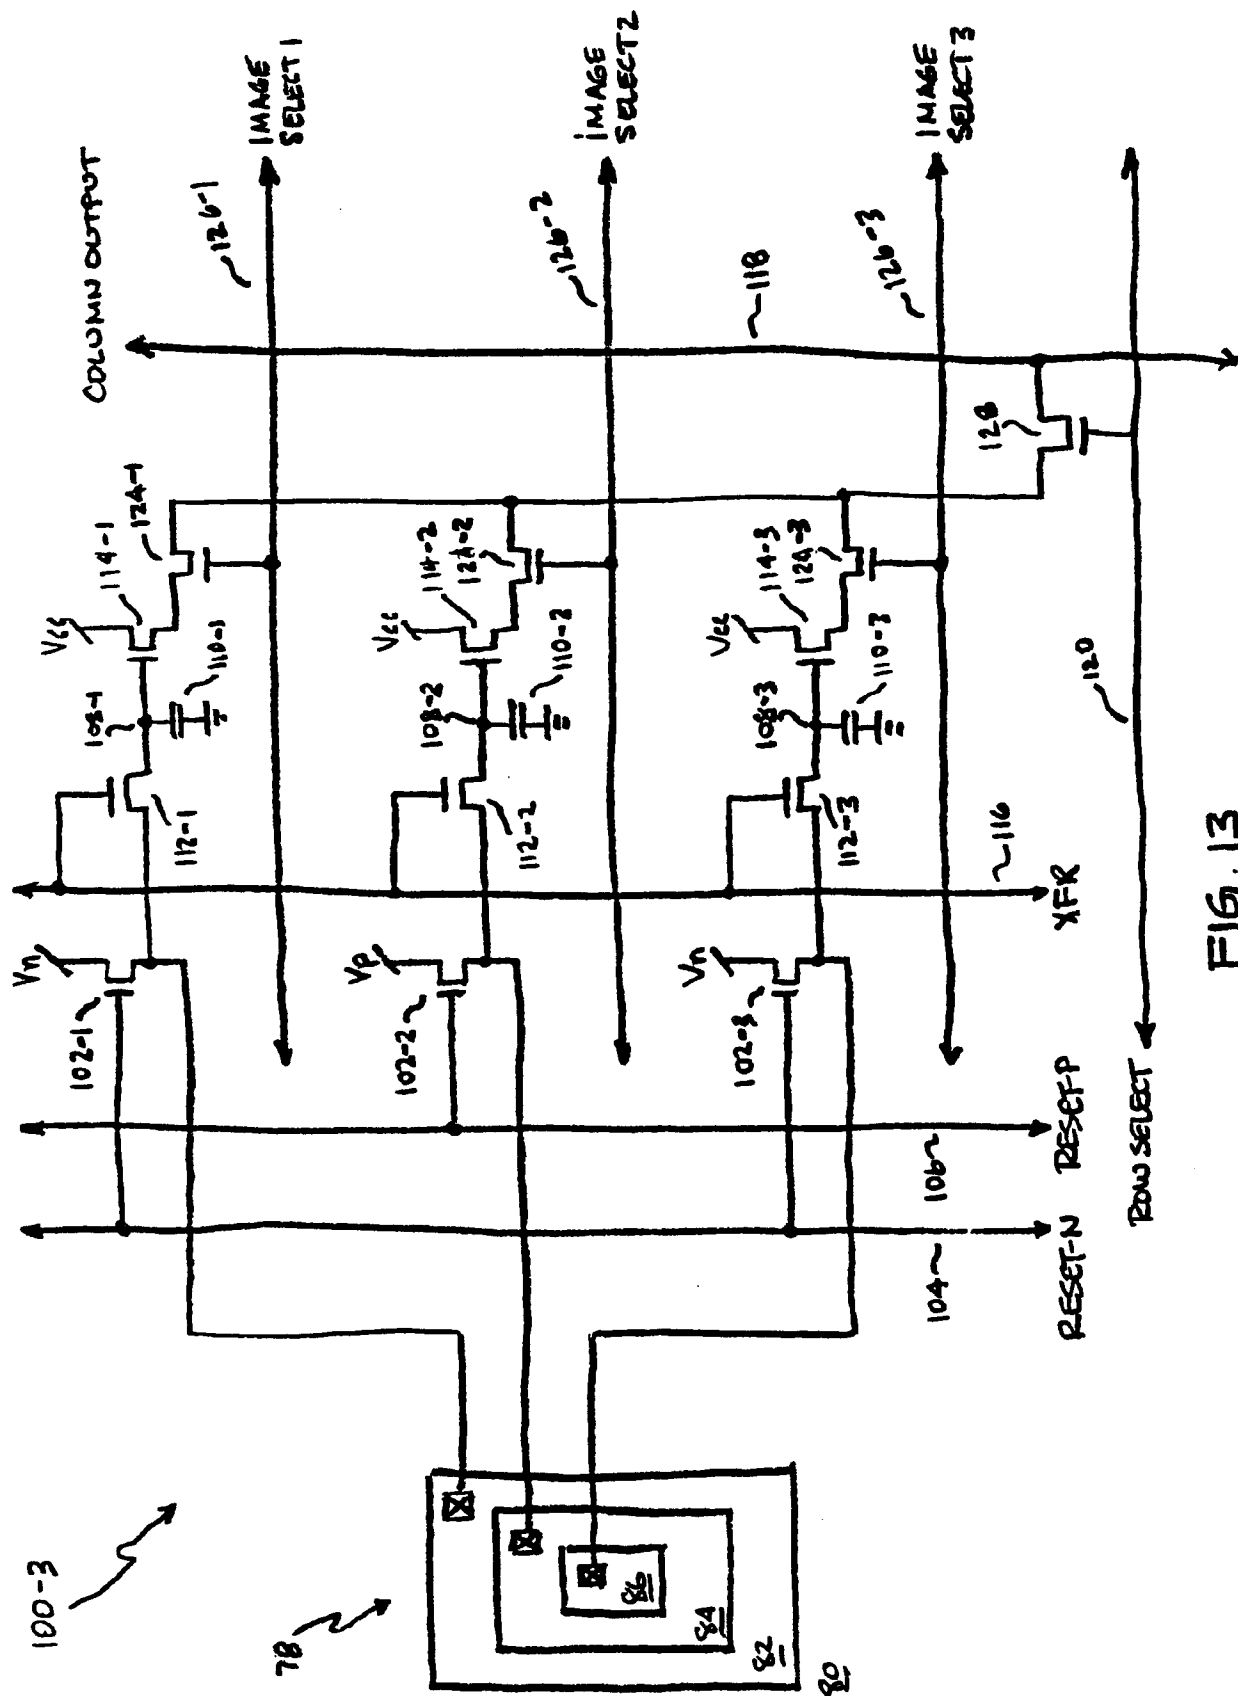 100-3
78
80
82
84
86
RESET-N
104
RESET-P
106
102-1
Vn
102-2
Vp
102-3
Vn
XFR
116
112-1
112-2
112-3
108-1
110-1
108-2
110-2
108-3
110-3
Vcc
114-1
124-1
Vcc
114-2
124-2
Vcc
114-3
124-3
COLUMN OUTPUT
118
128
126-1
IMAGE
SELECT 1
126-2
IMAGE
SELECT 2
126-3
IMAGE
SELECT 3
ROW SELECT
120
FIG. 13